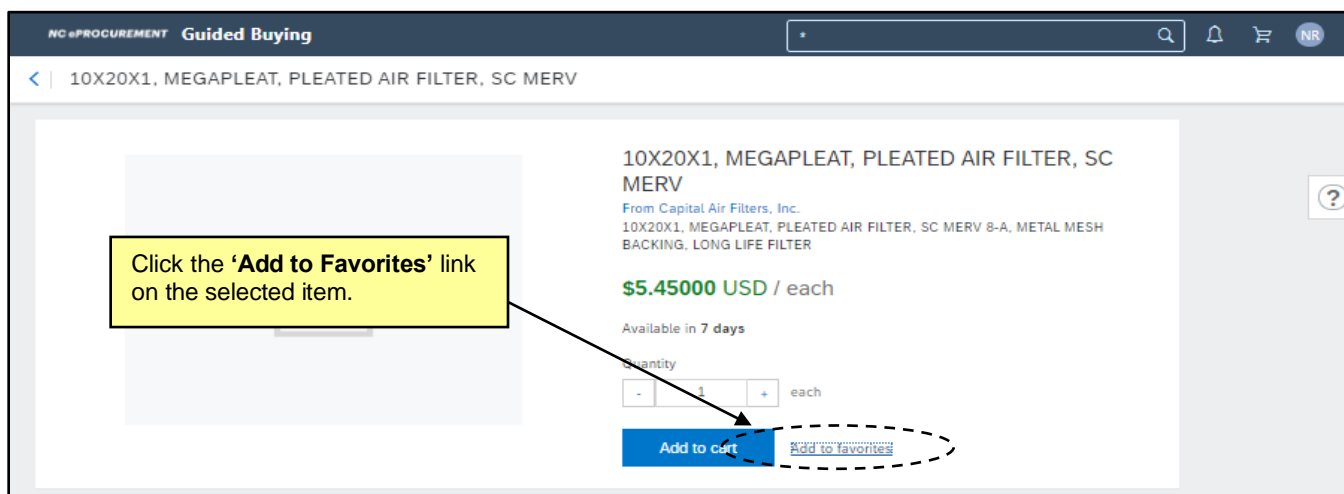 NC ePROCUREMENT Guided Buying
*
NR
10X20X1, MEGAPLEAT, PLEATED AIR FILTER, SC MERV
10X20X1, MEGAPLEAT, PLEATED AIR FILTER, SC
MERV
From Capital Air Filters, Inc.
10X20X1, MEGAPLEAT, PLEATED AIR FILTER, SC MERV 8-A, METAL MESH
BACKING, LONG LIFE FILTER
Click the ‘Add to Favorites’ link
on the selected item.
$5.45000 USD / each
Available in 7 days
Quantity
- 1 + each
Add to cart Add to favorites
?